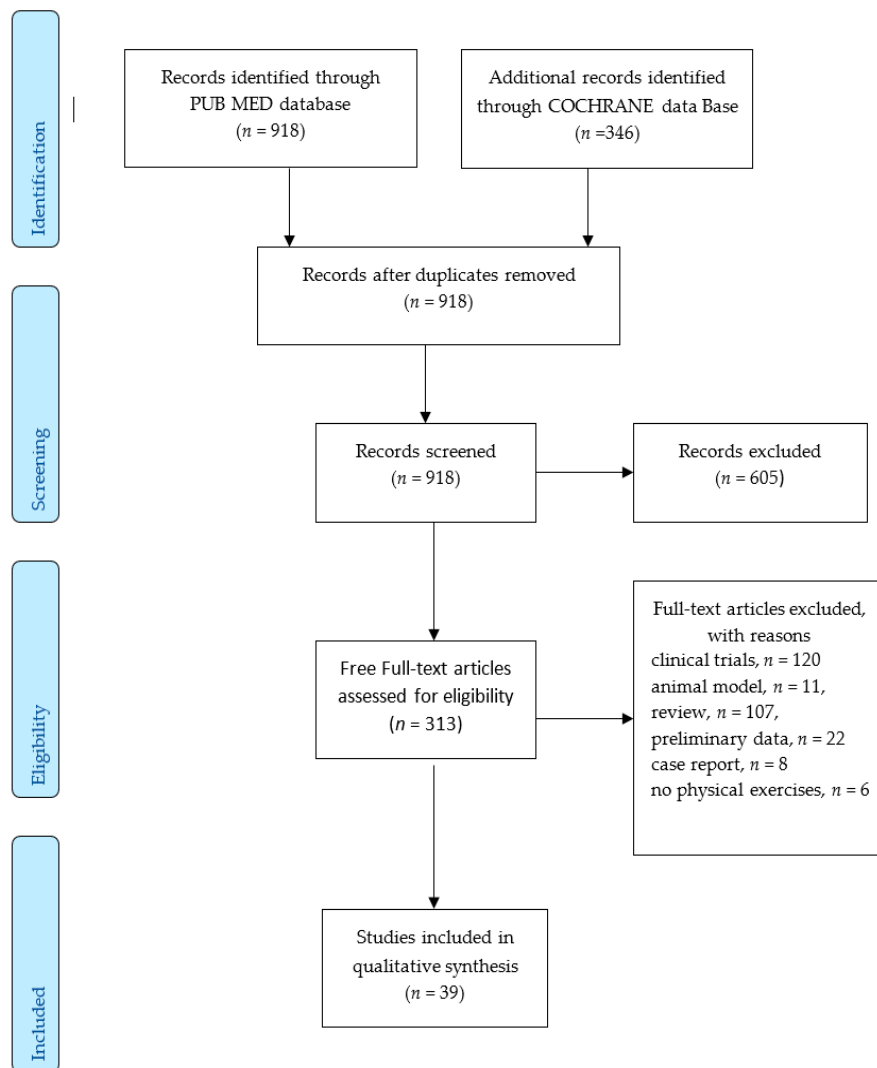 Identification
Records identified through
PUB MED database
(n = 918)
Additional records identified
through COCHRANE data Base
(n =346)
Records after duplicates removed
(n = 918)
Screening
Records screened
(n = 918)
Records excluded
(n = 605)
Eligibility
Free Full-text articles
assessed for eligibility
(n = 313)
Full-text articles excluded,
with reasons
clinical trials, n = 120
animal model, n = 11,
review, n = 107,
preliminary data, n = 22
case report, n = 8
no physical exercises, n = 6
Included
Studies included in
qualitative synthesis
(n = 39)